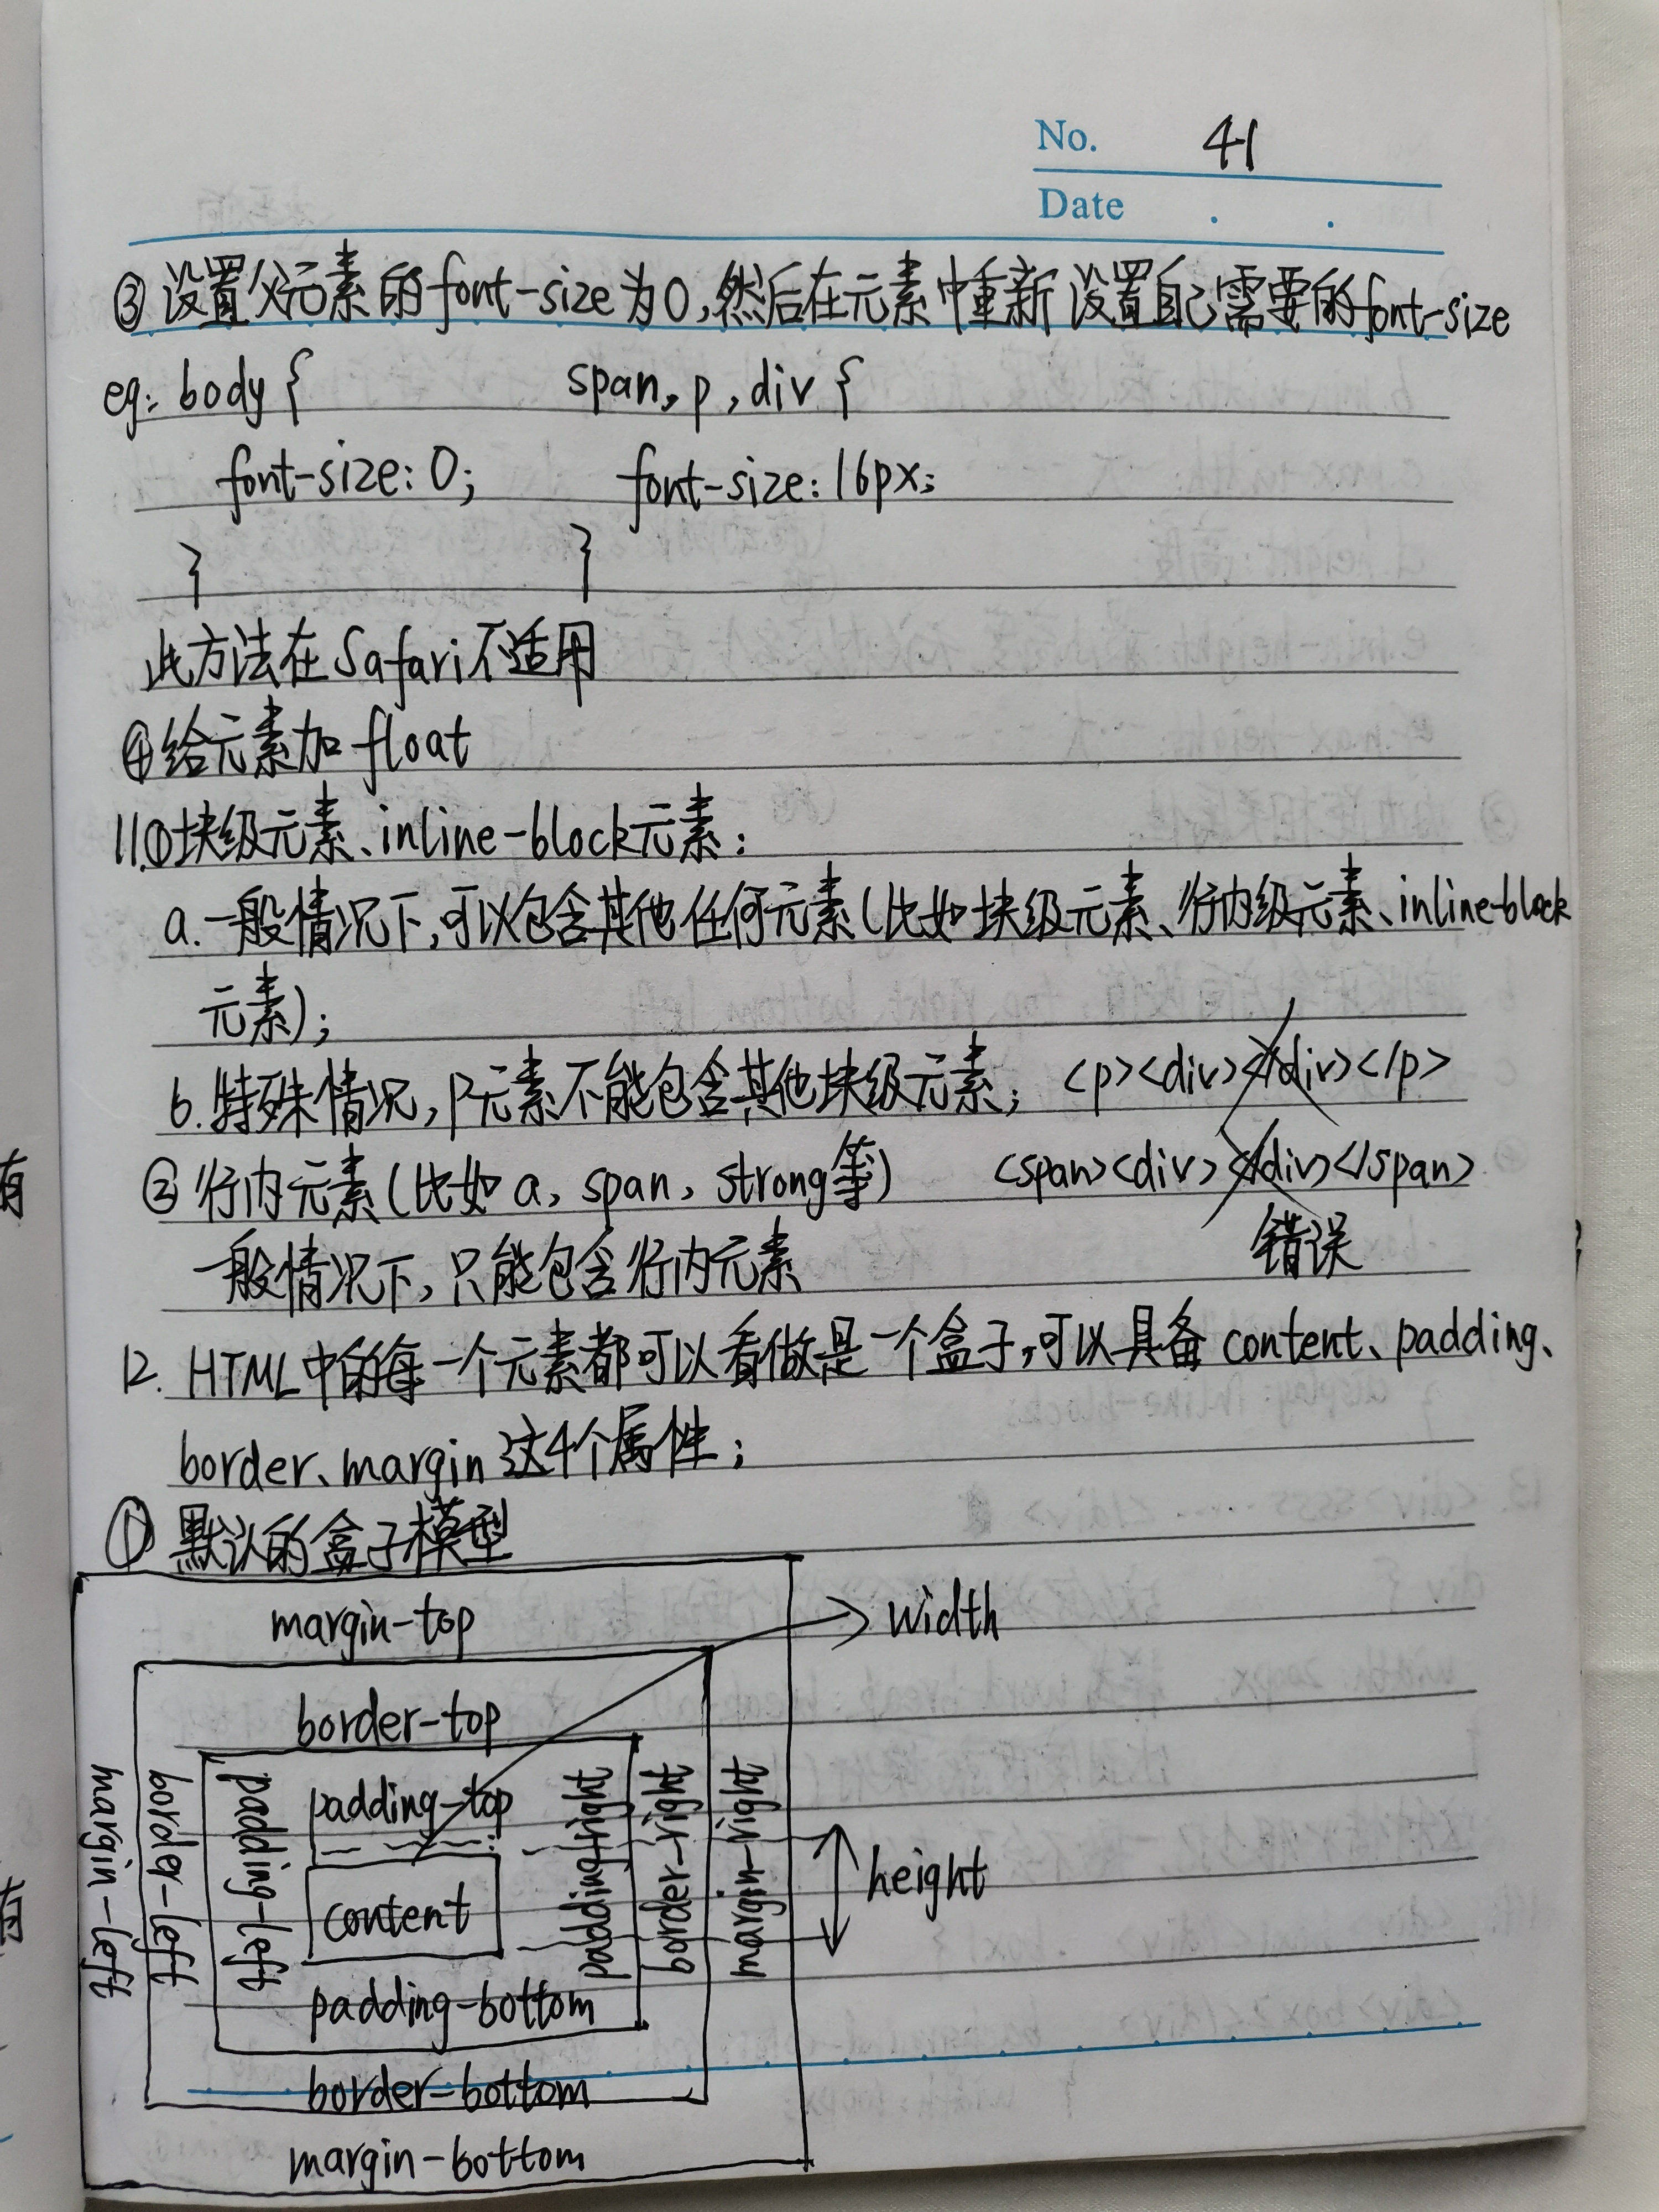 No. 41
Date . .
③设置父元素的font-size为0,然后在元素中重新设置自己需要的font-size
eg: body { span, p, div {
font-size: 0; font-size: 16px;
} }
此方法在Safari不适用
④给元素加float
11.①块级元素、inline-block元素:
a.一般情况下,可以包含其他任何元素(比如块级元素、行内级元素、inline-block
元素);
b.特殊情况,p元素不能包含其他块级元素; <p><div></div></p>
②行内元素(比如a, span, strong等) <span><div></div></span>
错误
一般情况下,只能包含行内元素
12. HTML中的每一个元素都可以看做是一个盒子,可以具备content、padding、
border、margin这4个属性;
①默认的盒子模型
margin-top
width
border-top
padding-top
margin-left
border-left
padding-left
content
padding-right
border-right
margin-right
height
padding-bottom
border-bottom
margin-bottom